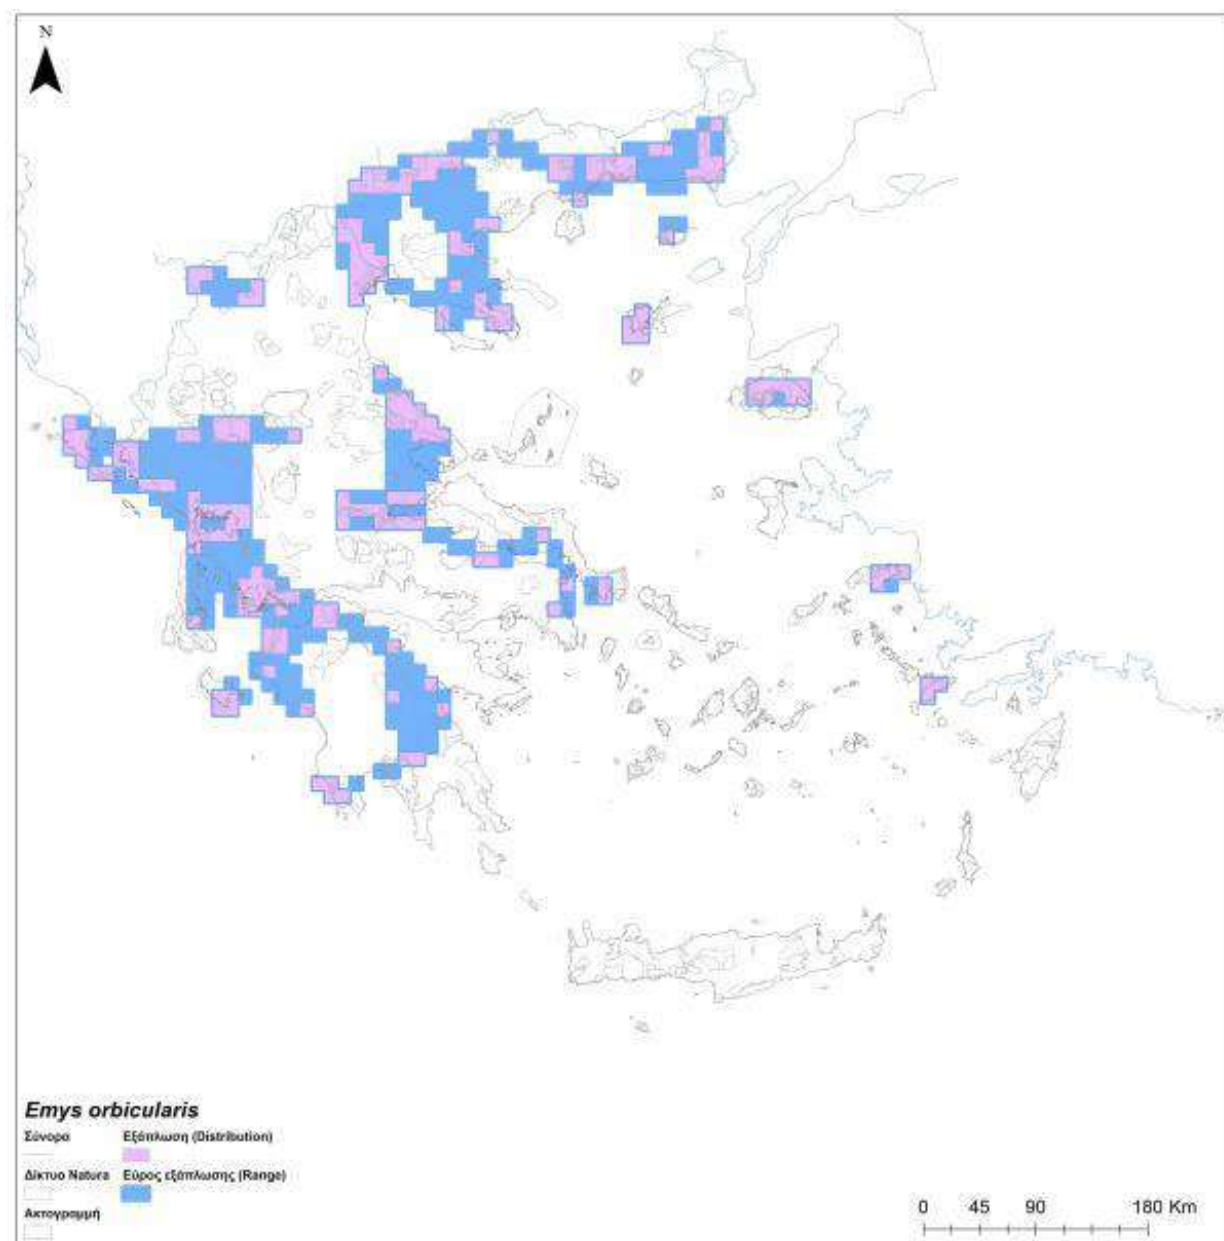 N
Emys orbicularis
Σύνορα Εξάπλωση (Distribution)
Δίκτυο Natura Εύρος εξάπλωσης (Range)
Ακτογραμμή
0 45 90 180 Km